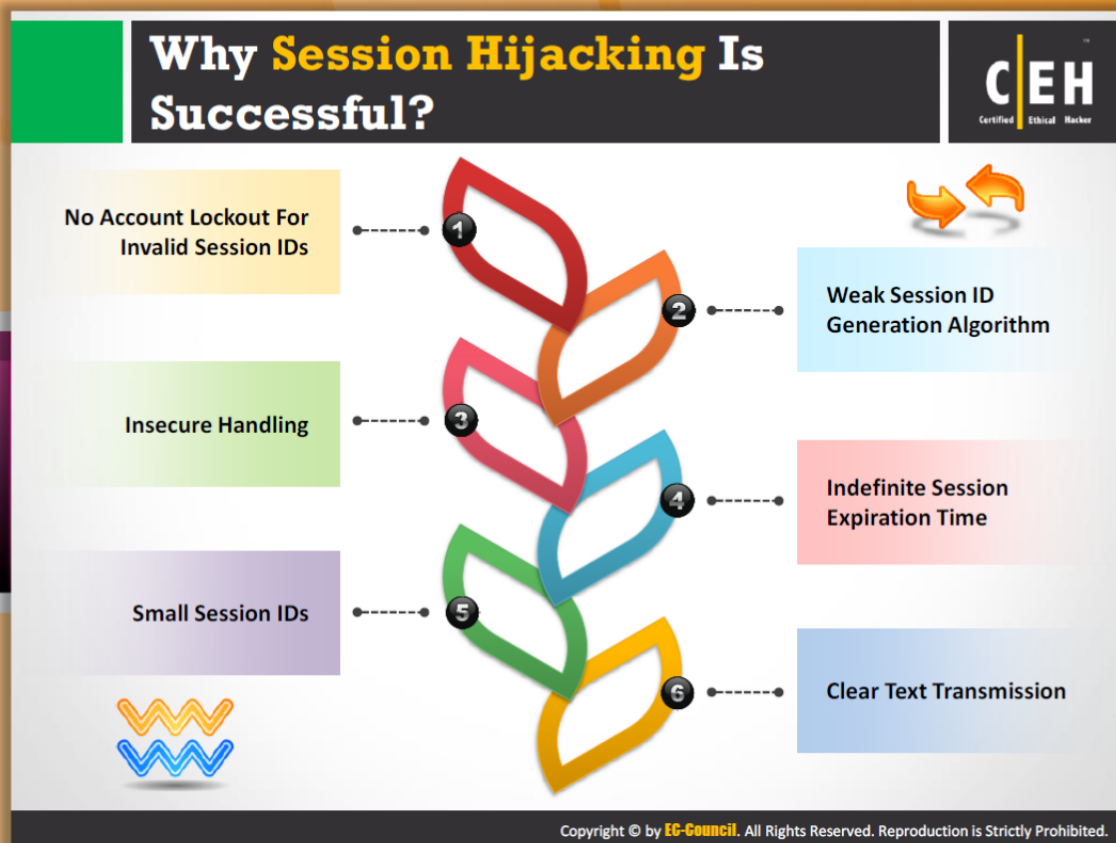 Why Session Hijacking Is
Successful?
C|EH
™
Certified Ethical Hacker
No Account Lockout For
Invalid Session IDs
1
2
Weak Session ID
Generation Algorithm
Insecure Handling
3
4
Indefinite Session
Expiration Time
Small Session IDs
5
6
Clear Text Transmission
Copyright © by EC-Council. All Rights Reserved. Reproduction is Strictly Prohibited.